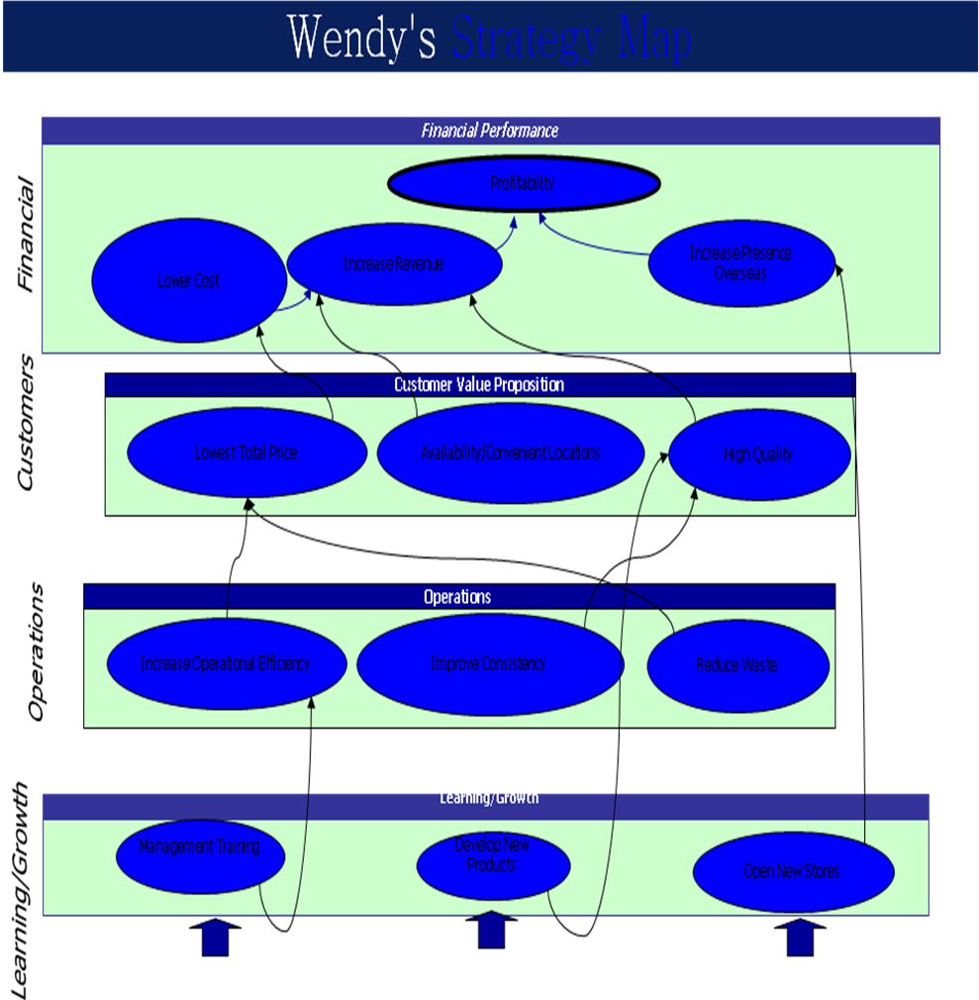 Wendy's Strategy Map
Financial
Financial Performance
Profitability
Lower Cost
Increase Revenue
Increase Presence
Overseas
Customers
Customer Value Proposition
Lowest Total Price
Availability/Convenient Locations
High Quality
Operations
Operations
Increase Operational Efficiency
Improve Consistency
Reduce Waste
Learning/Growth
Learning/Growth
Management Training
Develop New
Products
Open New Stores